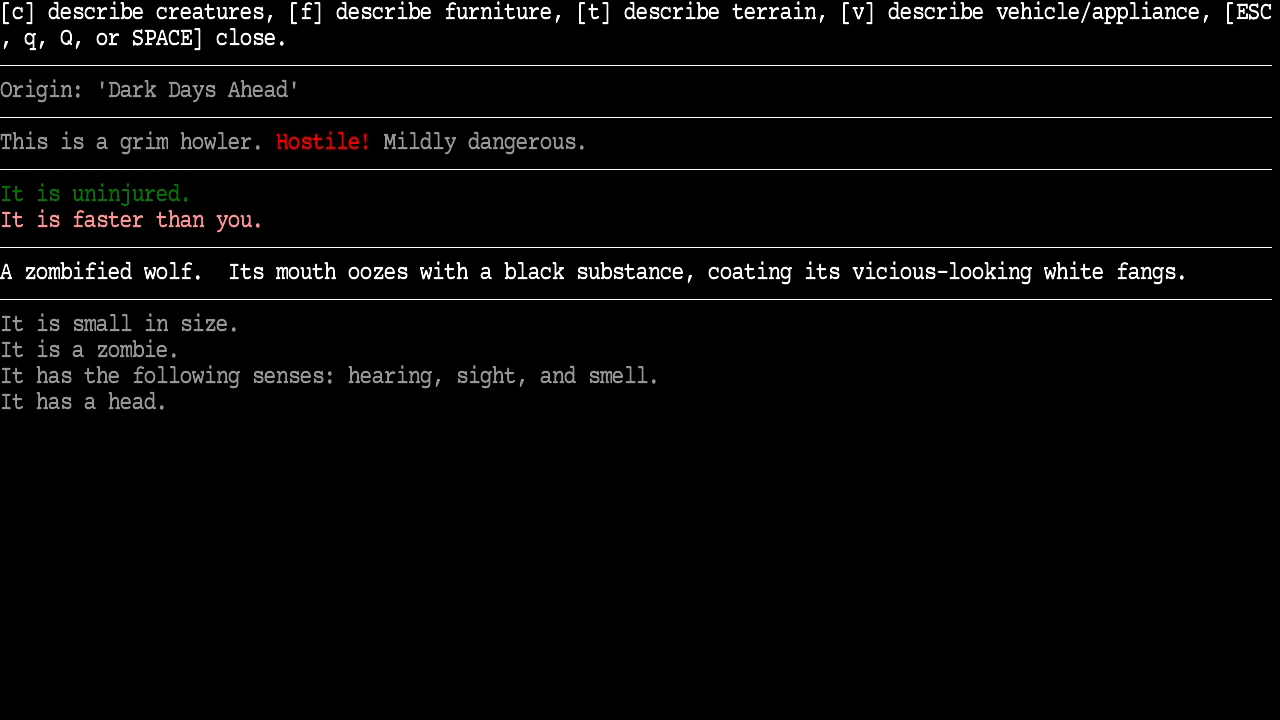 [c] describe creatures, [f] describe furniture, [t] describe terrain, [v] describe vehicle/appliance, [ESC
, q, Q, or SPACE] close.
Origin: 'Dark Days Ahead'
This is a grim howler. Hostile! Mildly dangerous.
It is uninjured.
It is faster than you.
A zombified wolf.  Its mouth oozes with a black substance, coating its vicious-looking white fangs.
It is small in size.
It is a zombie.
It has the following senses: hearing, sight, and smell.
It has a head.